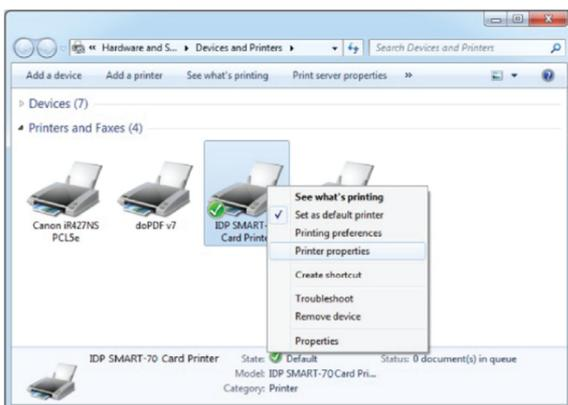 « Hardware and S... ▸ Devices and Printers ▸ Search Devices and Printers
Add a device Add a printer See what's printing Print server properties »
Devices (7)
Printers and Faxes (4)
Canon iR427NS
PCL5e
doPDF v7
IDP SMART-
Card Printe
See what's printing
Set as default printer
Printing preferences
Printer properties
Create shortcut
Troubleshoot
Remove device
Properties
IDP SMART-70 Card Printer State: Default Status: 0 document(s) in queue
Model: IDP SMART-70 Card Pri...
Category: Printer